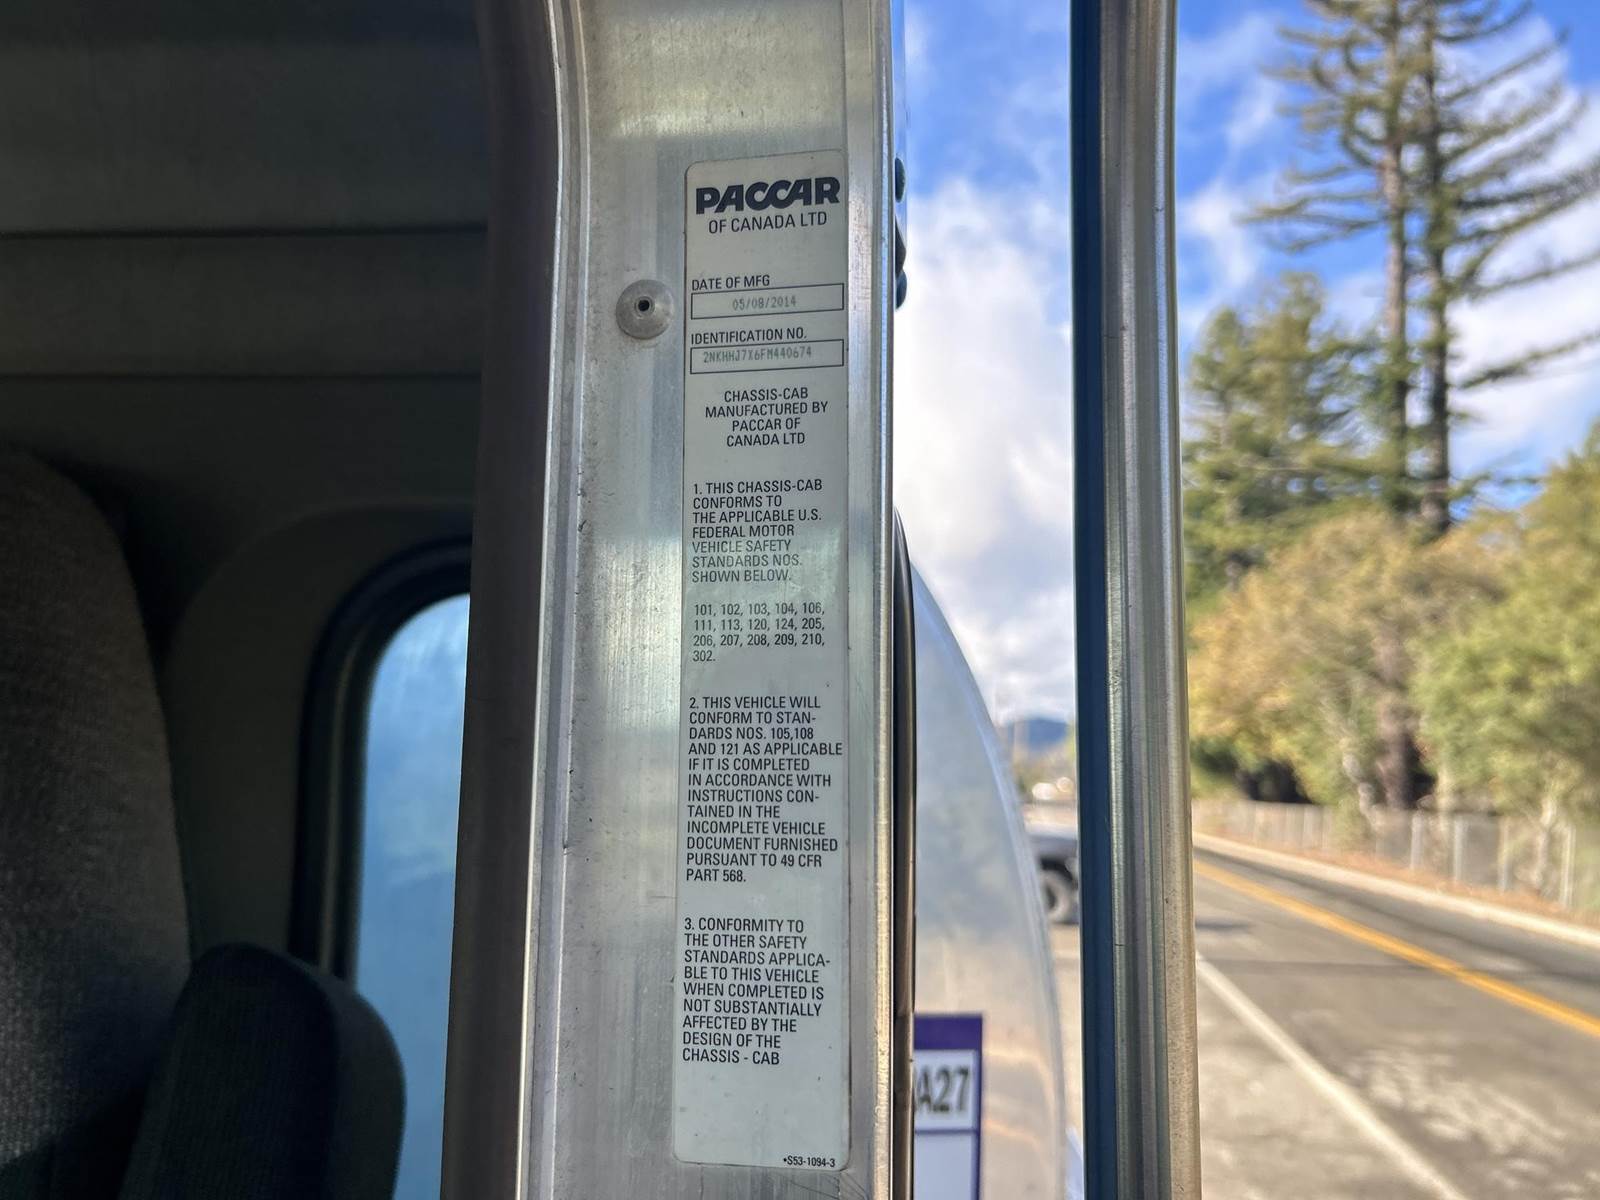 PACCAR
OF CANADA LTD
DATE OF MFG
05/08/2014
IDENTIFICATION NO.
2NKHHJ7X6FM440674
CHASSIS-CAB
MANUFACTURED BY
PACCAR OF
CANADA LTD
1. THIS CHASSIS-CAB
CONFORMS TO
THE APPLICABLE U.S.
FEDERAL MOTOR
VEHICLE SAFETY
STANDARDS NOS.
SHOWN BELOW.
101, 102, 103, 104, 106,
111, 113, 120, 124, 205,
206, 207, 208, 209, 210,
302.
2. THIS VEHICLE WILL
CONFORM TO STAN-
DARDS NOS. 105,108
AND 121 AS APPLICABLE
IF IT IS COMPLETED
IN ACCORDANCE WITH
INSTRUCTIONS CON-
TAINED IN THE
INCOMPLETE VEHICLE
DOCUMENT FURNISHED
PURSUANT TO 49 CFR
PART 568.
3. CONFORMITY TO
THE OTHER SAFETY
STANDARDS APPLICA-
BLE TO THIS VEHICLE
WHEN COMPLETED IS
NOT SUBSTANTIALLY
AFFECTED BY THE
DESIGN OF THE
CHASSIS - CAB
•S53-1094-3
A27